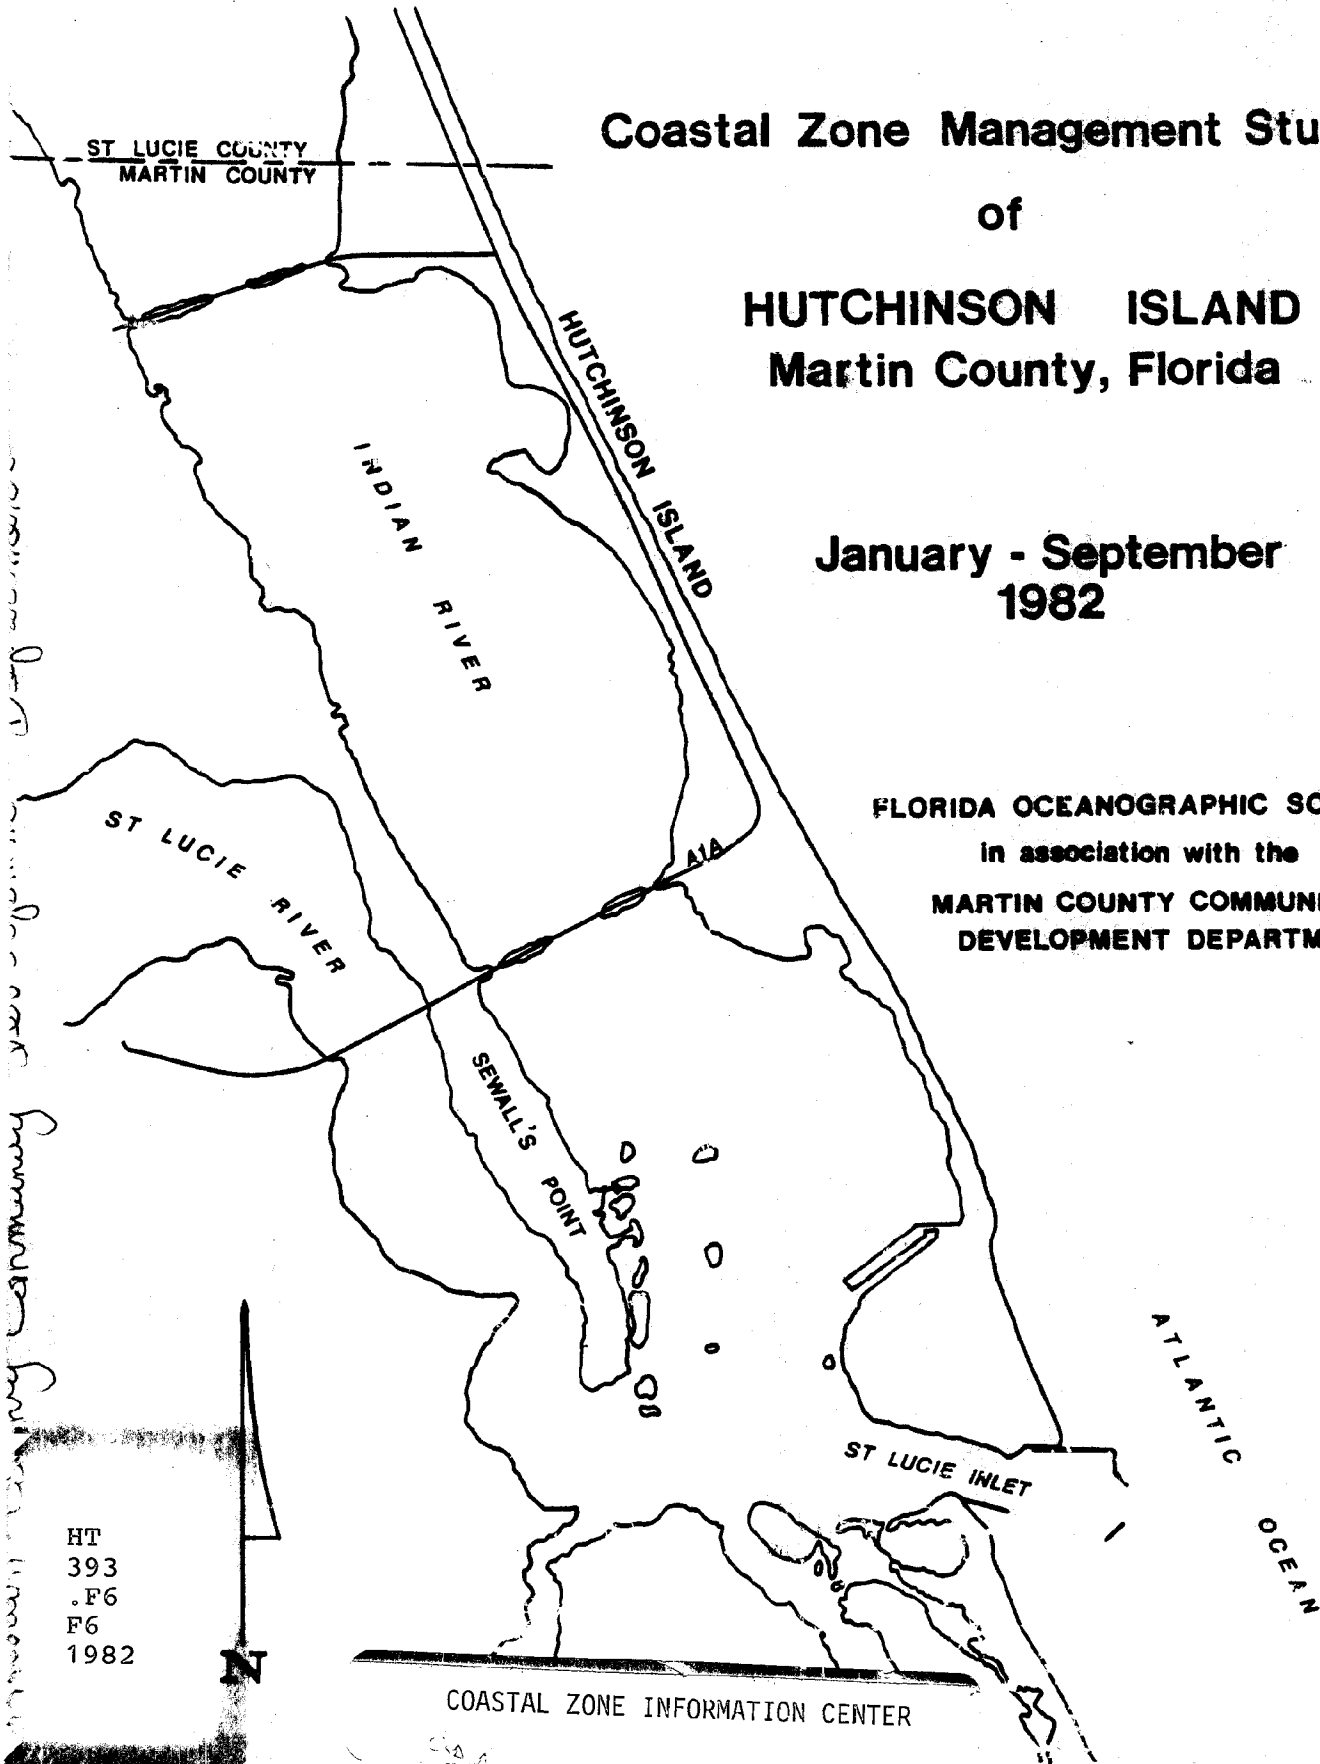 Coastal Zone Management Stu
of
HUTCHINSON ISLAND
Martin County, Florida
January - September
1982
FLORIDA OCEANOGRAPHIC SO
in association with the
MARTIN COUNTY COMMUN
DEVELOPMENT DEPARTM
ST LUCIE COUNTY
MARTIN COUNTY
HUTCHINSON ISLAND
INDIAN RIVER
ST LUCIE RIVER
A1A
SEWALL'S POINT
ST LUCIE INLET
ATLANTIC OCEAN
HT
393
.F6
F6
1982
N
COASTAL ZONE INFORMATION CENTER